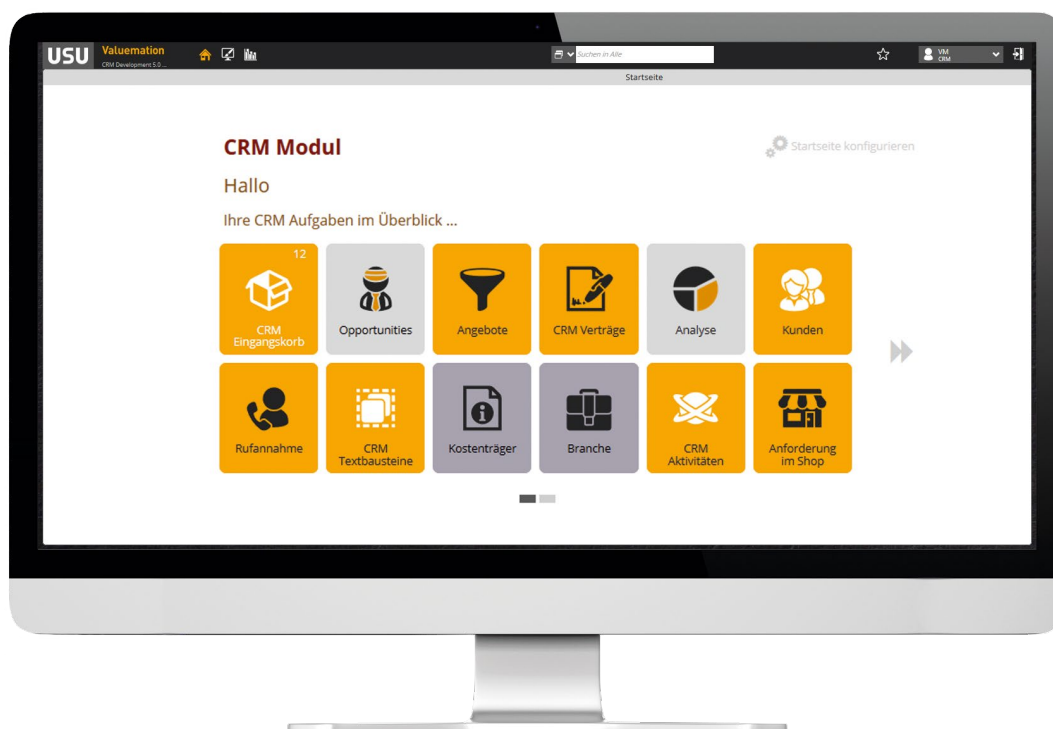 USU
Valuemation
CRM Development 5.0 ...
Suchen in Alle
VM
CRM
Startseite
CRM Modul
Startseite konfigurieren
Hallo
Ihre CRM Aufgaben im Überblick ...
12
CRM
Eingangskorb
Opportunities
Angebote
CRM Verträge
Analyse
Kunden
Rufannahme
CRM
Textbausteine
Kostenträger
Branche
CRM
Aktivitäten
Anforderung
im Shop